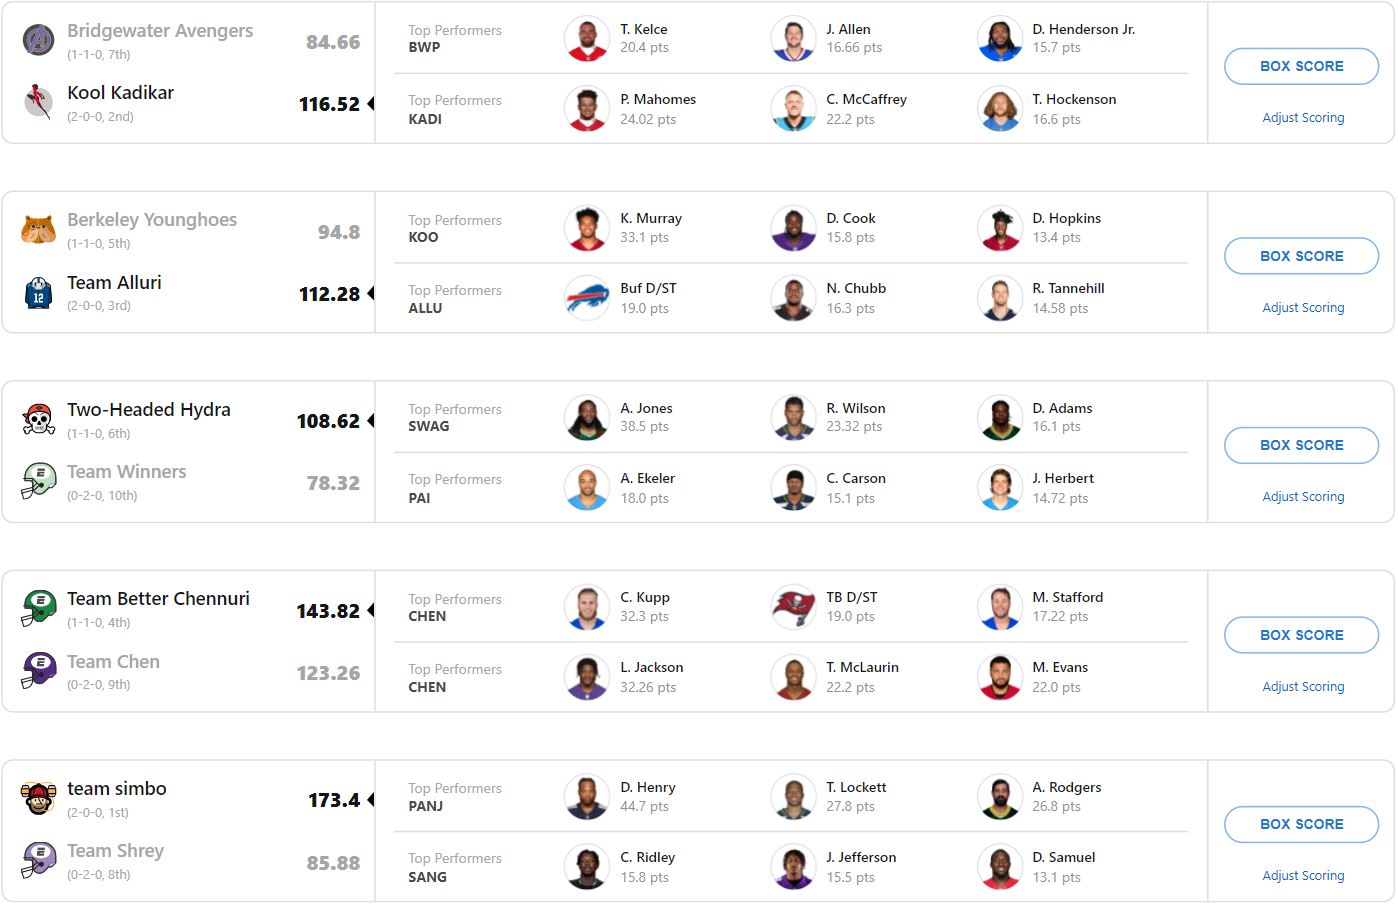 Bridgewater Avengers
(1-1-0, 7th)
84.66
Kool Kadikar
(2-0-0, 2nd)
116.52
Top Performers
BWP
T. Kelce
20.4 pts
J. Allen
16.66 pts
D. Henderson Jr.
15.7 pts
Top Performers
KADI
P. Mahomes
24.02 pts
C. McCaffrey
22.2 pts
T. Hockenson
16.6 pts
BOX SCORE
Adjust Scoring
Berkeley Younghoes
(1-1-0, 5th)
94.8
Team Alluri
(2-0-0, 3rd)
112.28
Top Performers
KOO
K. Murray
33.1 pts
D. Cook
15.8 pts
D. Hopkins
13.4 pts
Top Performers
ALLU
Buf D/ST
19.0 pts
N. Chubb
16.3 pts
R. Tannehill
14.58 pts
BOX SCORE
Adjust Scoring
Two-Headed Hydra
(1-1-0, 6th)
108.62
Team Winners
(0-2-0, 10th)
78.32
Top Performers
SWAG
A. Jones
38.5 pts
R. Wilson
23.32 pts
D. Adams
16.1 pts
Top Performers
PAI
A. Ekeler
18.0 pts
C. Carson
15.1 pts
J. Herbert
14.72 pts
BOX SCORE
Adjust Scoring
Team Better Chennuri
(1-1-0, 4th)
143.82
Team Chen
(0-2-0, 9th)
123.26
Top Performers
CHEN
C. Kupp
32.3 pts
TB D/ST
19.0 pts
M. Stafford
17.22 pts
Top Performers
CHEN
L. Jackson
32.26 pts
T. McLaurin
22.2 pts
M. Evans
22.0 pts
BOX SCORE
Adjust Scoring
team simbo
(2-0-0, 1st)
173.4
Team Shrey
(0-2-0, 8th)
85.88
Top Performers
PANJ
D. Henry
44.7 pts
T. Lockett
27.8 pts
A. Rodgers
26.8 pts
Top Performers
SANG
C. Ridley
15.8 pts
J. Jefferson
15.5 pts
D. Samuel
13.1 pts
BOX SCORE
Adjust Scoring